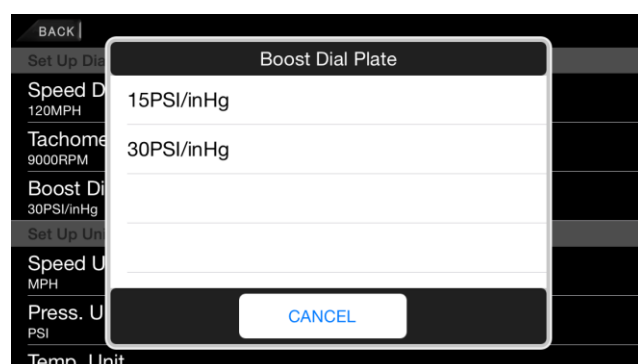 BACK
Set Up Dia
Boost Dial Plate
Speed D
120MPH
15PSI/inHg
Tachome
9000RPM
30PSI/inHg
Boost Di
30PSI/inHg
Set Up Uni
Speed U
MPH
Press. U
PSI
CANCEL
Temp. Unit